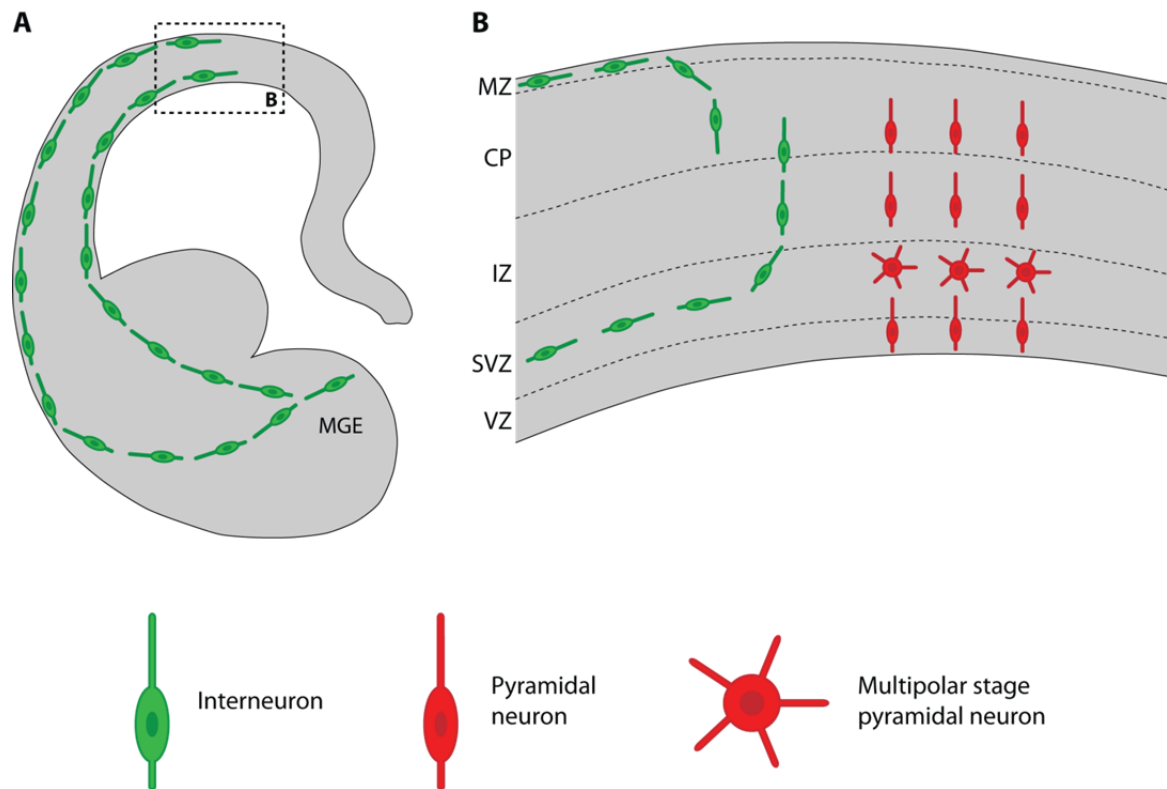 A
B
B
MGE
MZ
CP
IZ
SVZ
VZ
Interneuron
Pyramidal
neuron
Multipolar stage
pyramidal neuron